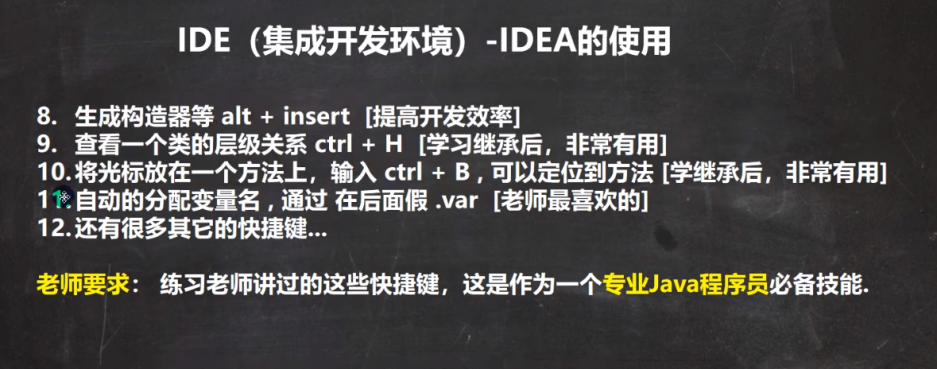 IDE（集成开发环境）-IDEA的使用
8. 生成构造器等 alt + insert [提高开发效率]
9. 查看一个类的层级关系 ctrl + H [学习继承后，非常有用]
10.将光标放在一个方法上，输入 ctrl + B , 可以定位到方法 [学继承后，非常有用]
11.自动的分配变量名 , 通过 在后面假 .var [老师最喜欢的]
12.还有很多其它的快捷键...
老师要求： 练习老师讲过的这些快捷键，这是作为一个专业Java程序员必备技能.